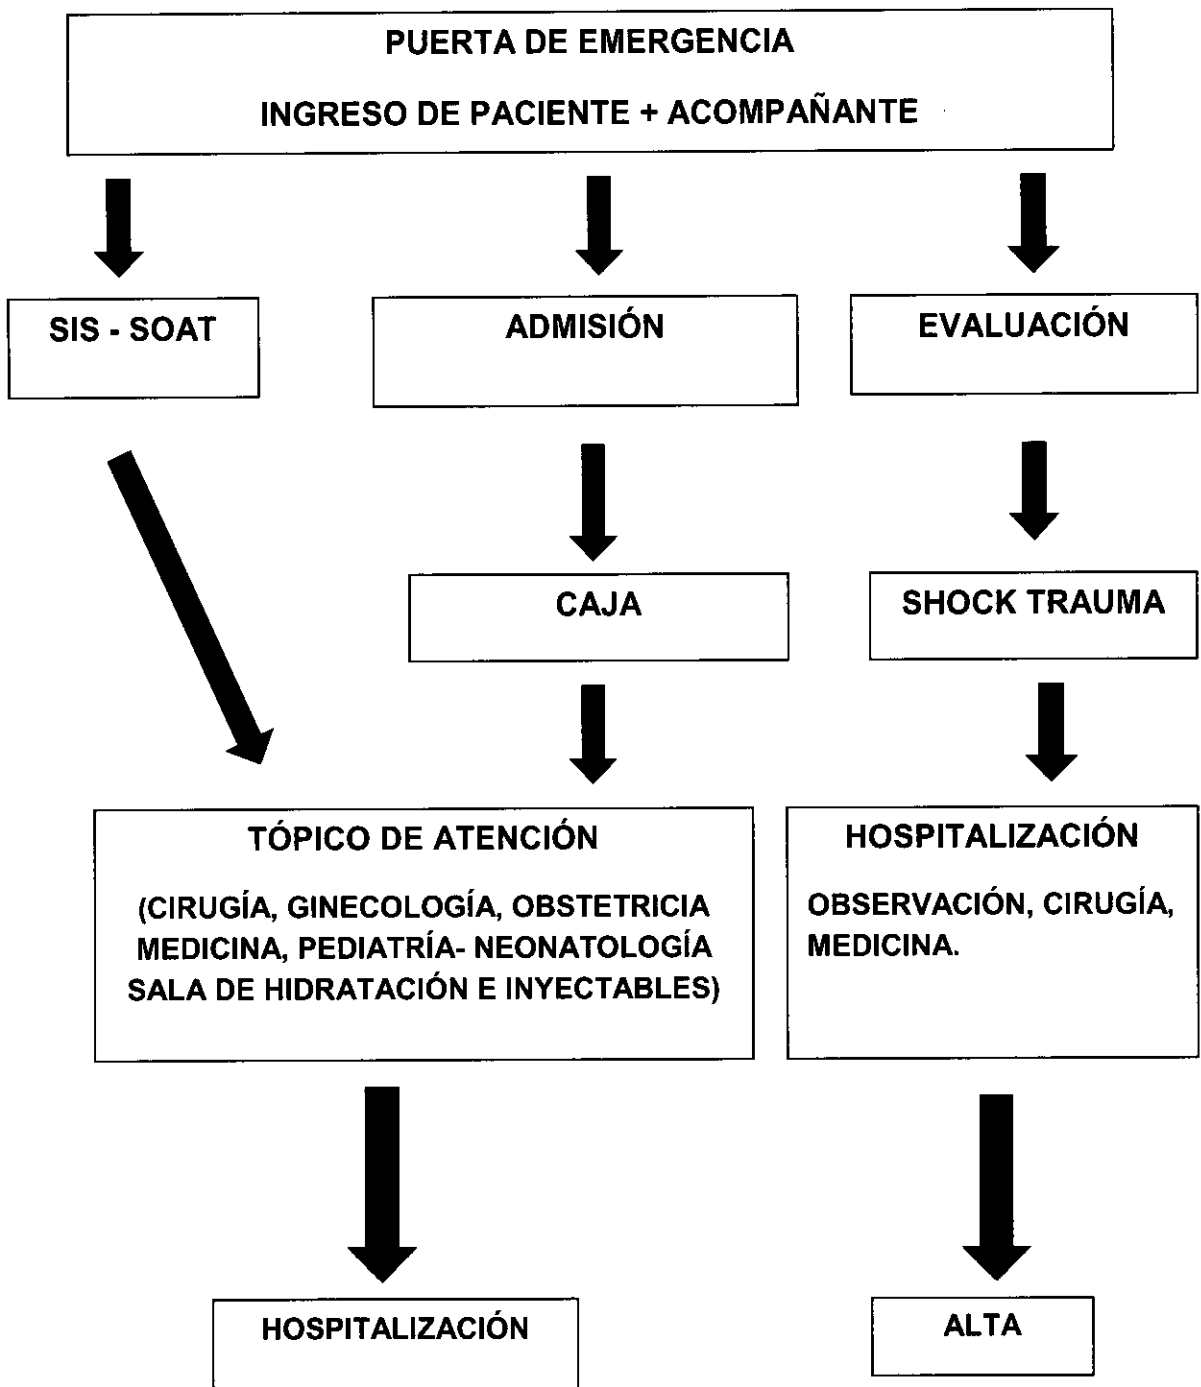 PUERTA DE EMERGENCIA
INGRESO DE PACIENTE + ACOMPAÑANTE
SIS - SOAT
ADMISIÓN
EVALUACIÓN
CAJA
SHOCK TRAUMA
TÓPICO DE ATENCIÓN
(CIRUGÍA, GINECOLOGÍA, OBSTETRICIA
MEDICINA, PEDIATRÍA- NEONATOLOGÍA
SALA DE HIDRATACIÓN E INYECTABLES)
HOSPITALIZACIÓN
OBSERVACIÓN, CIRUGÍA,
MEDICINA.
HOSPITALIZACIÓN
ALTA